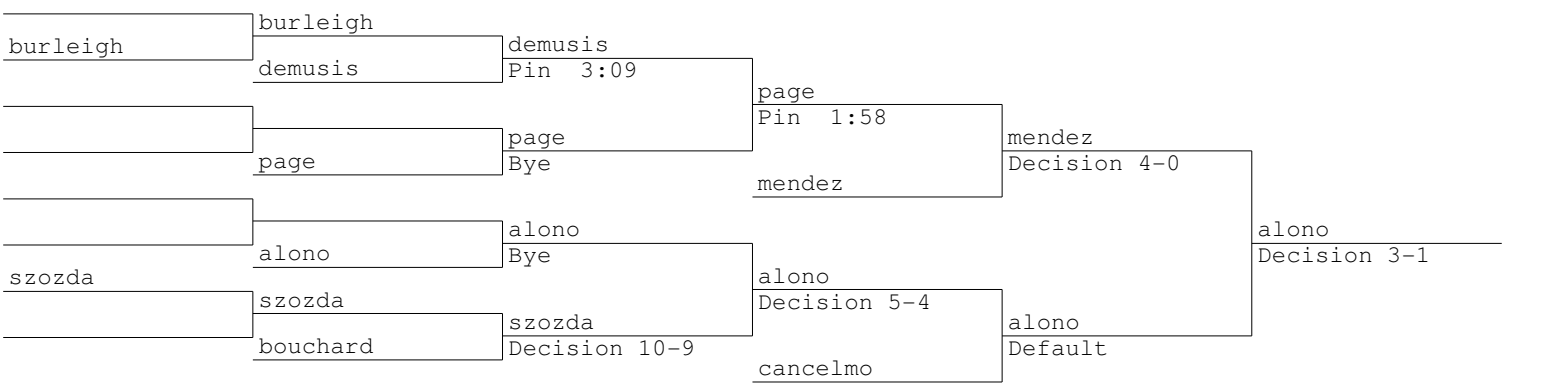 burleigh
szozda
burleigh
demusis
page
alono
szozda
bouchard
demusis
Pin 3:09
page
Bye
alono
Bye
szozda
Decision 10-9
page
Pin 1:58
mendez
alono
Decision 5-4
cancelmo
mendez
Decision 4-0
alono
Default
alono
Decision 3-1